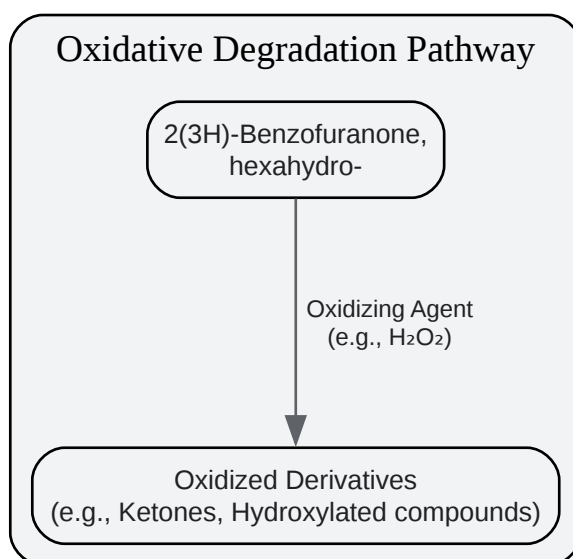 Oxidative Degradation Pathway
2(3H)-Benzofuranone,
hexahydro-
Oxidizing Agent
(e.g., H₂O₂)
Oxidized Derivatives
(e.g., Ketones, Hydroxylated compounds)